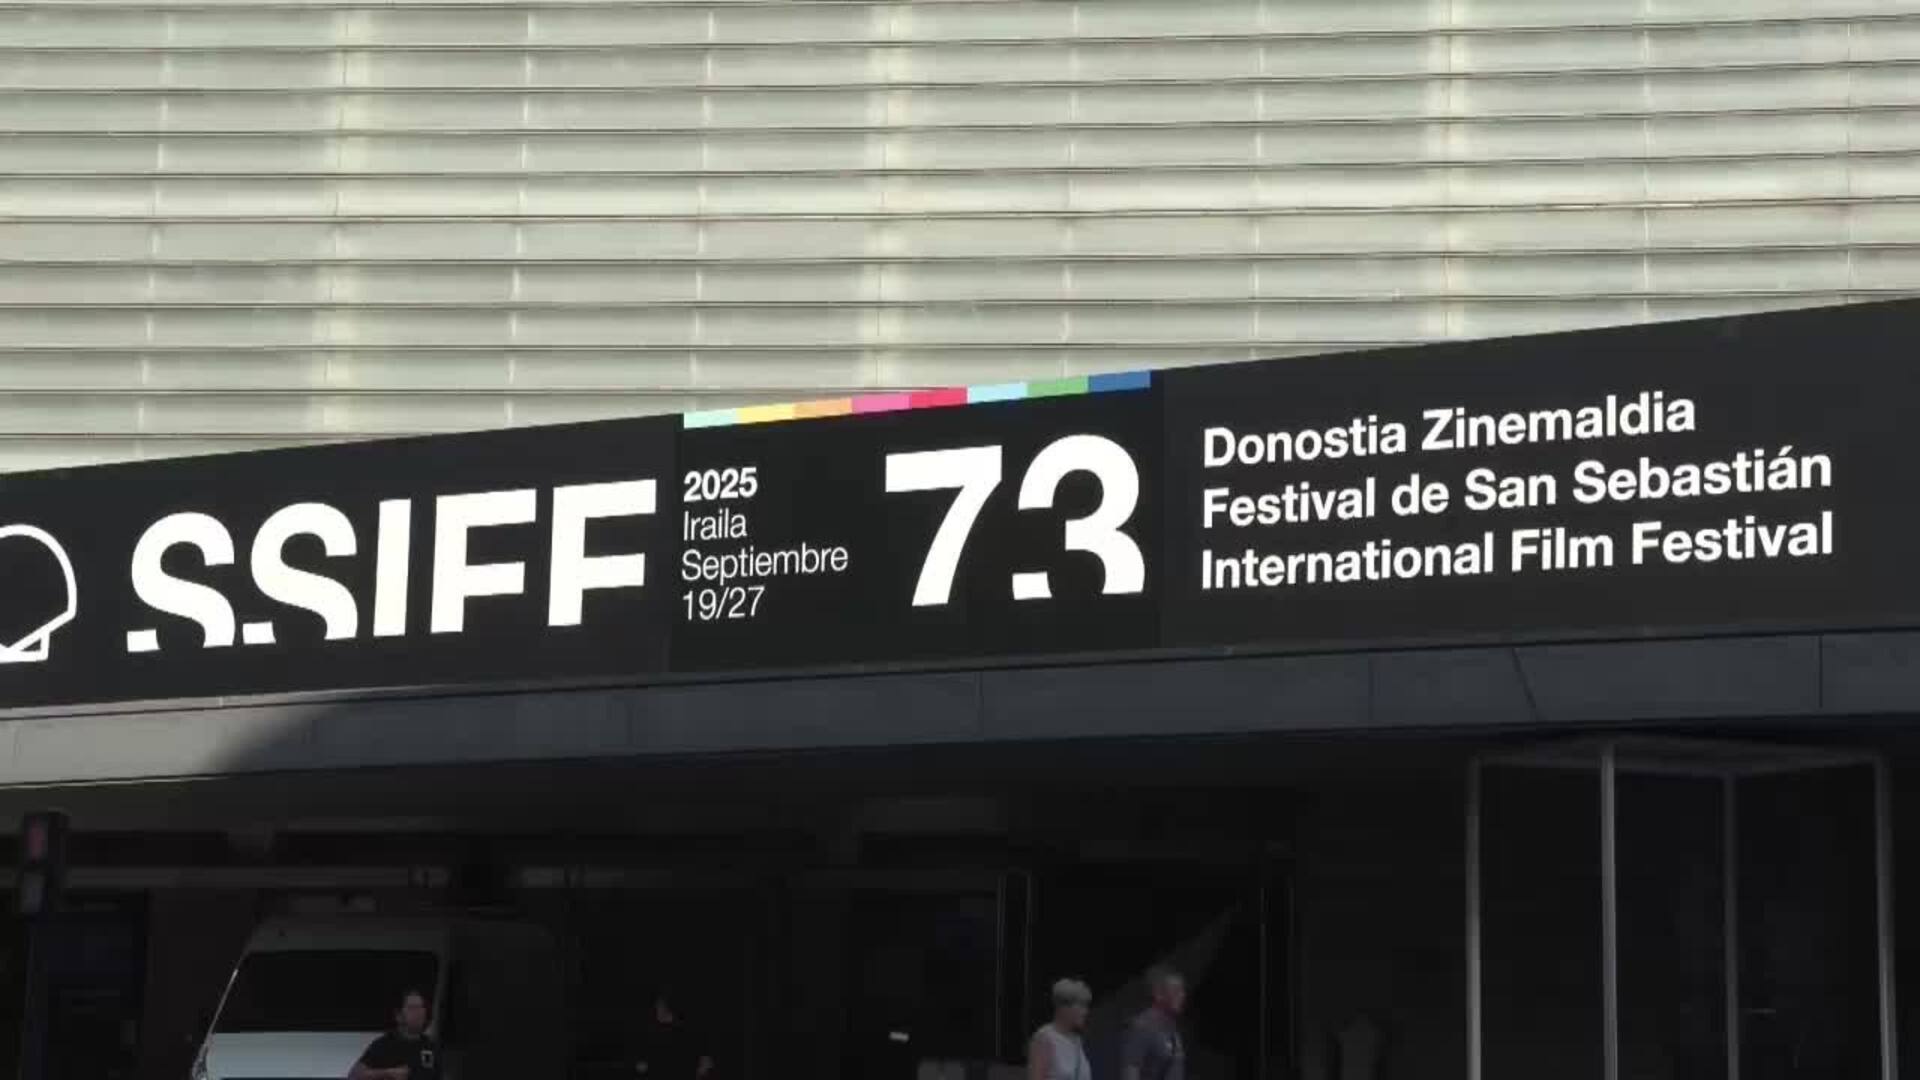 SSIFF
2025
Iraila
Septiembre
19/27
73
Donostia Zinemaldia
Festival de San Sebastián
International Film Festival